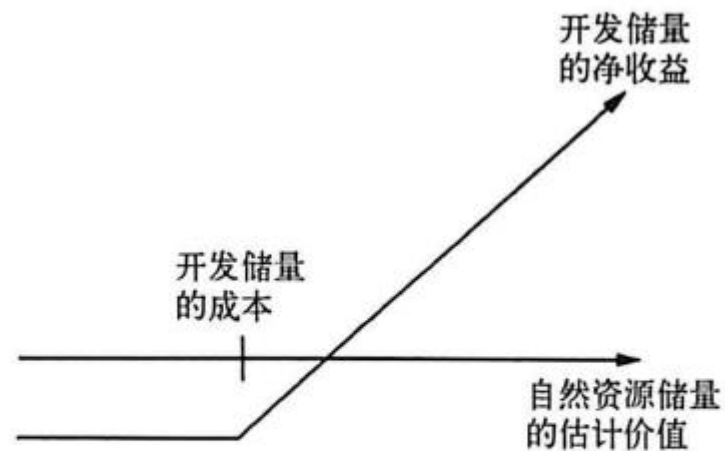 开发储量
的净收益
开发储量
的成本
自然资源储量
的估计价值